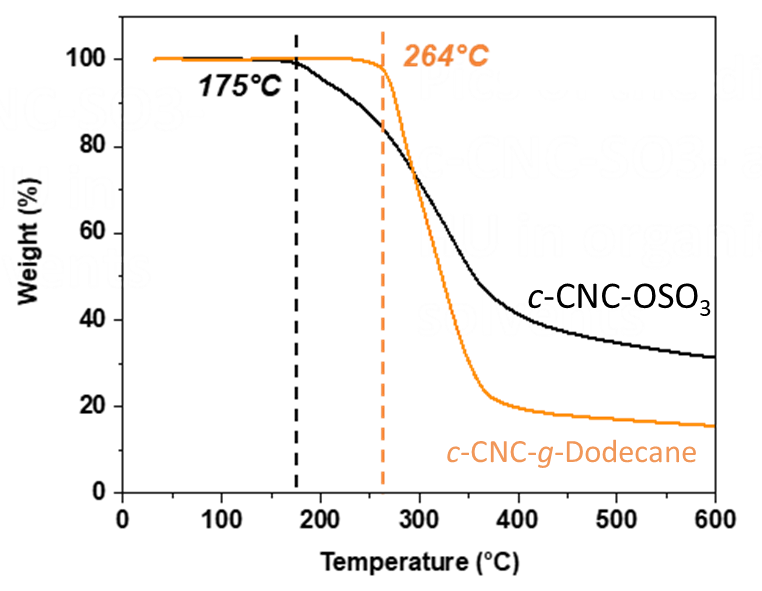 100
80
60
40
20
0
Weight (%)
175°C
264°C
c-CNC-OSO3
c-CNC-g-Dodecane
0 100 200 300 400 500 600
Temperature (°C)